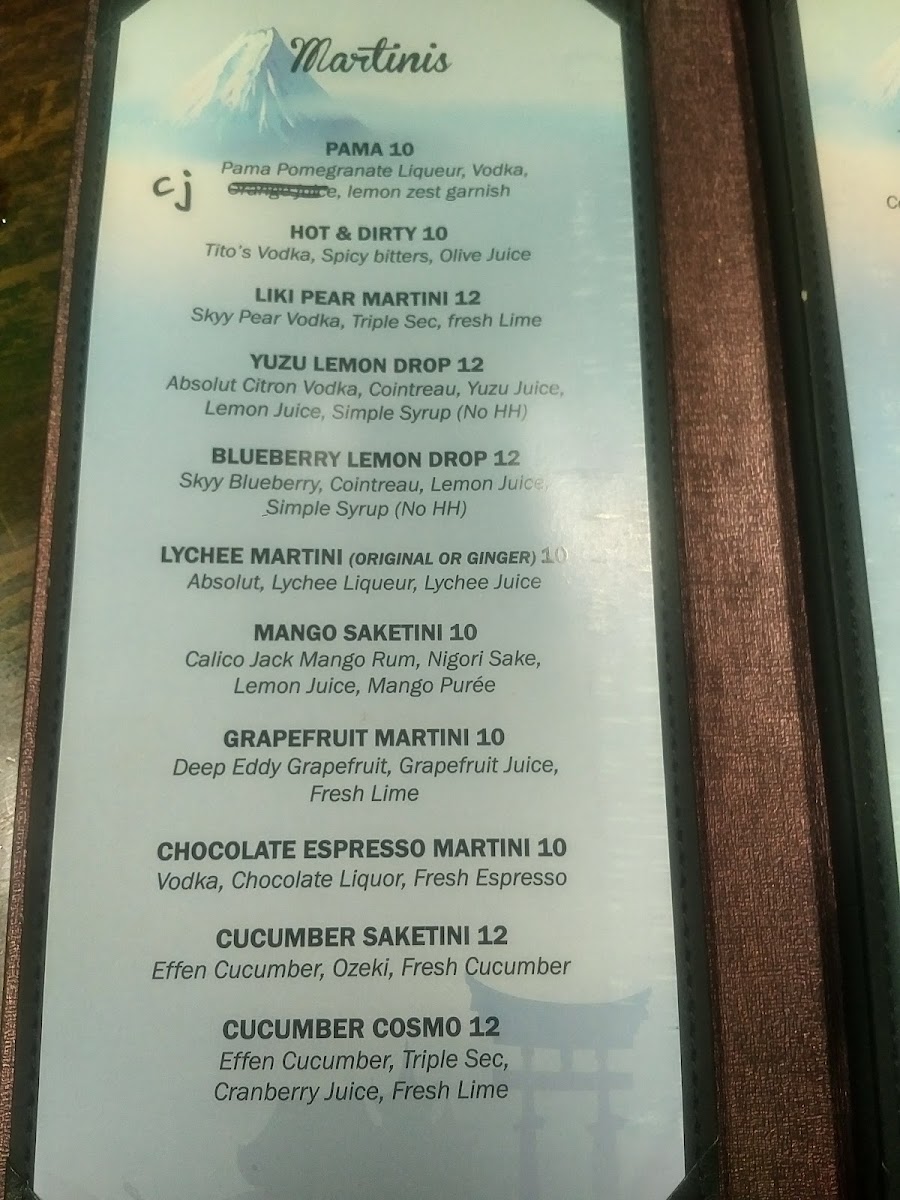 Martinis
PAMA 10
Pama Pomegranate Liqueur, Vodka,
cj
Orange juice, lemon zest garnish
HOT & DIRTY 10
Tito's Vodka, Spicy bitters, Olive Juice
LIKI PEAR MARTINI 12
Skyy Pear Vodka, Triple Sec, fresh Lime
YUZU LEMON DROP 12
Absolut Citron Vodka, Cointreau, Yuzu Juice,
Lemon Juice, Simple Syrup (No HH)
BLUEBERRY LEMON DROP 12
Skyy Blueberry, Cointreau, Lemon Juice,
Simple Syrup (No HH)
LYCHEE MARTINI (ORIGINAL OR GINGER) 10
Absolut, Lychee Liqueur, Lychee Juice
MANGO SAKETINI 10
Calico Jack Mango Rum, Nigori Sake,
Lemon Juice, Mango Purée
GRAPEFRUIT MARTINI 10
Deep Eddy Grapefruit, Grapefruit Juice,
Fresh Lime
CHOCOLATE ESPRESSO MARTINI 10
Vodka, Chocolate Liquor, Fresh Espresso
CUCUMBER SAKETINI 12
Effen Cucumber, Ozeki, Fresh Cucumber
CUCUMBER COSMO 12
Effen Cucumber, Triple Sec,
Cranberry Juice, Fresh Lime